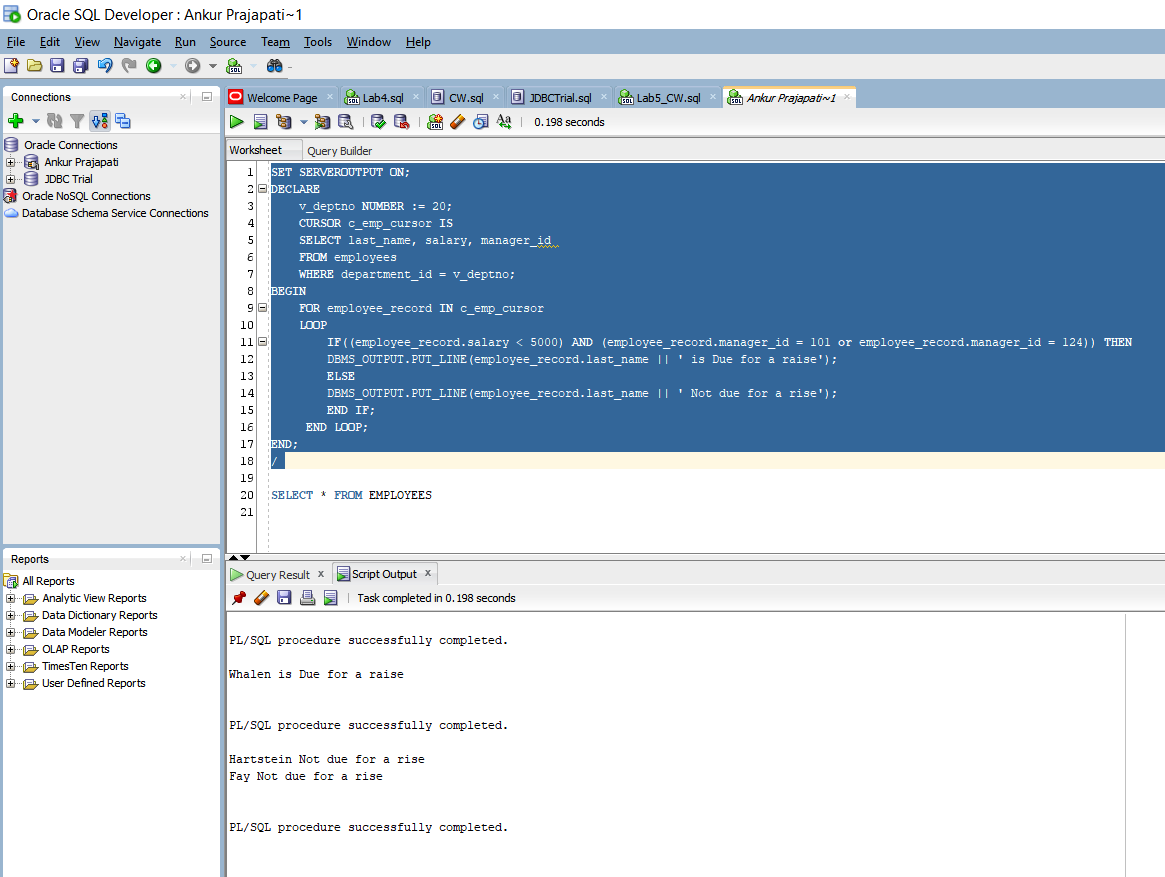 Oracle SQL Developer : Ankur Prajapati~1
File Edit View Navigate Run Source Team Tools Window Help
Connections
Oracle Connections
Ankur Prajapati
JDBC Trial
Oracle NoSQL Connections
Database Schema Service Connections
Reports
All Reports
Analytic View Reports
Data Dictionary Reports
Data Modeler Reports
OLAP Reports
TimesTen Reports
User Defined Reports
Welcome Page Lab4.sql CW.sql JDBCTrial.sql Lab5_CW.sql Ankur Prajapati~1
0.198 seconds
Worksheet Query Builder
1 SET SERVEROUTPUT ON;
2 DECLARE
3 v_deptno NUMBER := 20;
4 CURSOR c_emp_cursor IS
5 SELECT last_name, salary, manager_id
6 FROM employees
7 WHERE department_id = v_deptno;
8 BEGIN
9 FOR employee_record IN c_emp_cursor
10 LOOP
11 IF((employee_record.salary < 5000) AND (employee_record.manager_id = 101 or employee_record.manager_id = 124)) THEN
12 DBMS_OUTPUT.PUT_LINE(employee_record.last_name || ' is Due for a raise');
13 ELSE
14 DBMS_OUTPUT.PUT_LINE(employee_record.last_name || ' Not due for a rise');
15 END IF;
16 END LOOP;
17 END;
18 /
19
20 SELECT * FROM EMPLOYEES
21
Query Result x Script Output x
Task completed in 0.198 seconds
PL/SQL procedure successfully completed.
Whalen is Due for a raise
PL/SQL procedure successfully completed.
Hartstein Not due for a rise
Fay Not due for a rise
PL/SQL procedure successfully completed.